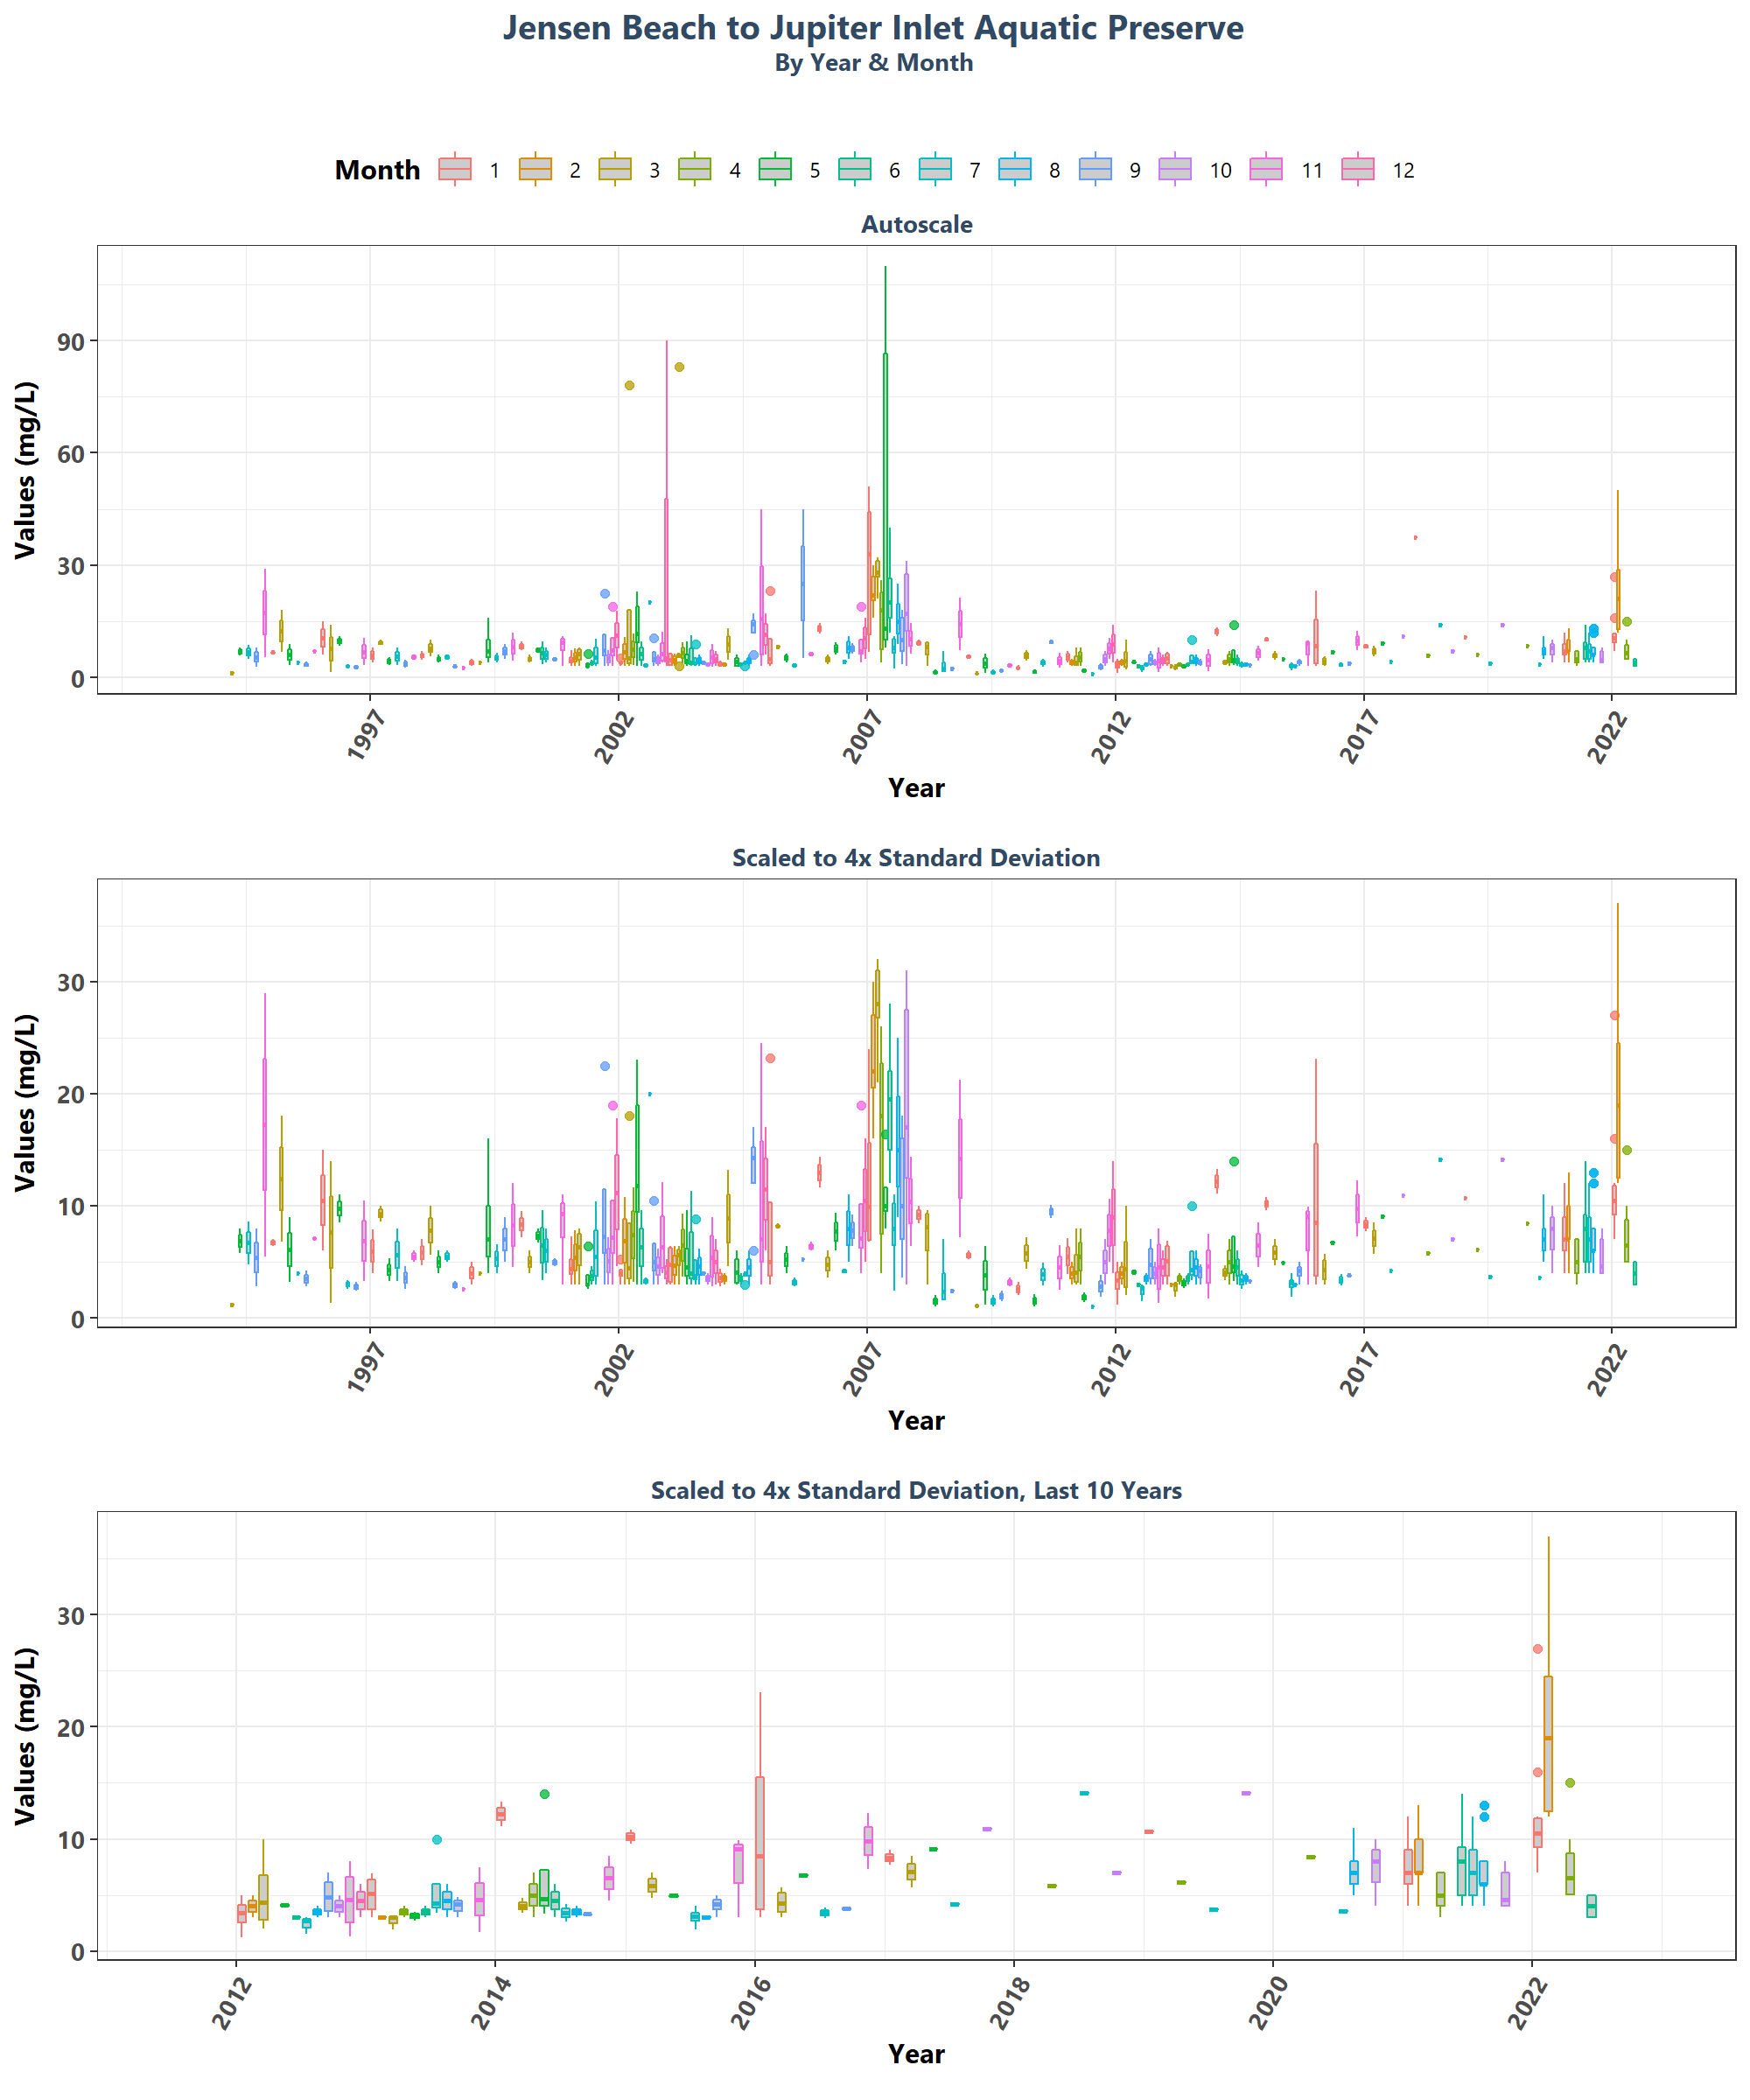 Jensen Beach to Jupiter Inlet Aquatic Preserve
By Year & Month
Month 1 2 3 4 5 6 7 8 9 10 11 12
Autoscale
Values (mg/L)
90
60
30
0
1997 2002 2007 2012 2017 2022
Year
Scaled to 4x Standard Deviation
Values (mg/L)
30
20
10
0
1997 2002 2007 2012 2017 2022
Year
Scaled to 4x Standard Deviation, Last 10 Years
Values (mg/L)
30
20
10
0
2012 2014 2016 2018 2020 2022
Year